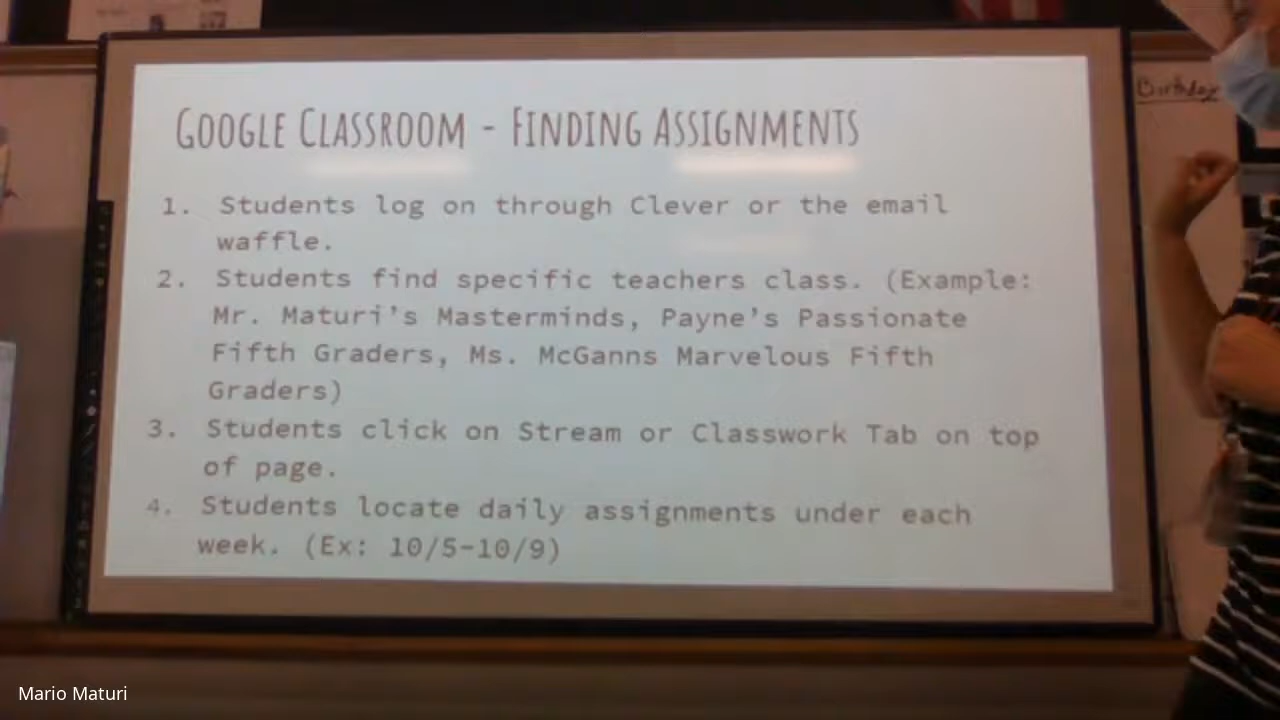 Google Classroom - Finding Assignments
1. Students log on through Clever or the email
waffle.
2. Students find specific teachers class. (Example:
Mr. Maturi's Masterminds, Payne's Passionate
Fifth Graders, Ms. McGanns Marvelous Fifth
Graders)
3. Students click on Stream or Classwork Tab on top
of page.
4. Students locate daily assignments under each
week. (Ex: 10/5-10/9)
Birthday
Mario Maturi